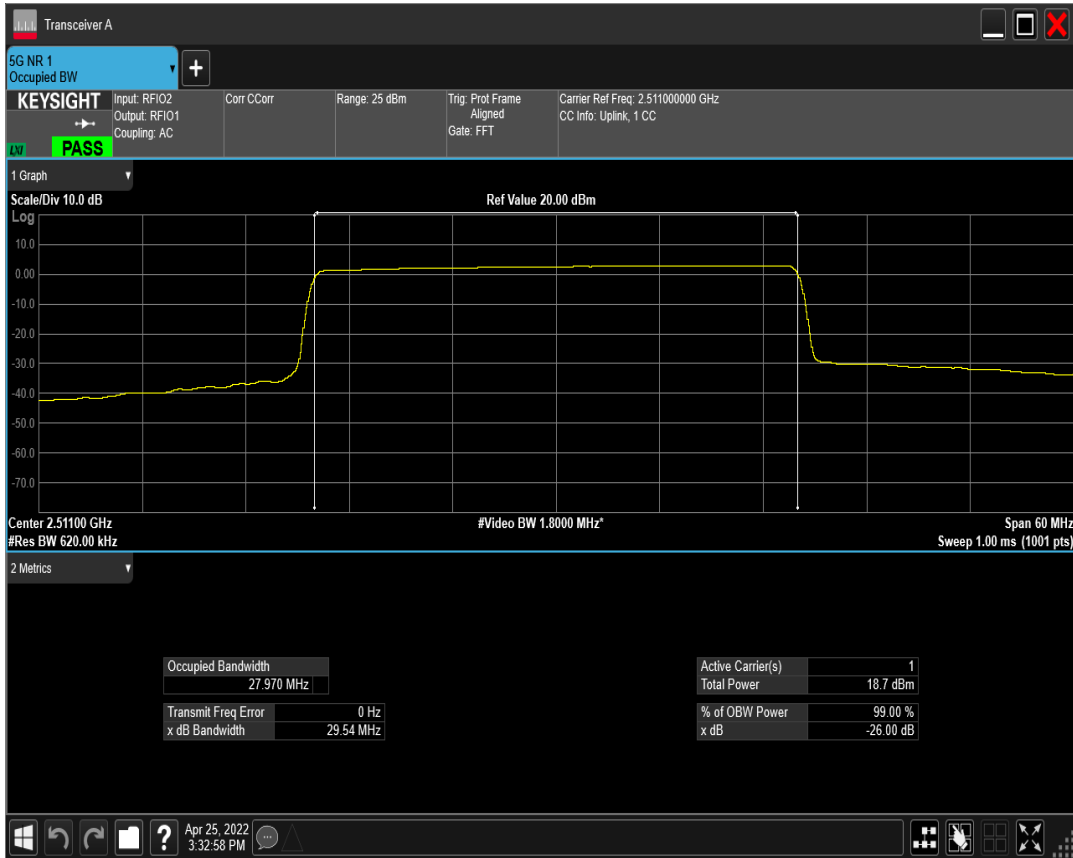 Transceiver A
5G NR 1
Occupied BW
+
KEYSIGHT
Input: RFIO2
Output: RFIO1
Coupling: AC
Corr CCorr
Range: 25 dBm
Trig: Prot Frame
Aligned
Gate: FFT
Carrier Ref Freq: 2.511000000 GHz
CC Info: Uplink, 1 CC
LXI
PASS
1 Graph
Scale/Div 10.0 dB
Ref Value 20.00 dBm
Log
10.0
0.00
-10.0
-20.0
-30.0
-40.0
-50.0
-60.0
-70.0
Center 2.51100 GHz
#Video BW 1.8000 MHz*
Span 60 MHz
#Res BW 620.00 kHz
Sweep 1.00 ms (1001 pts)
2 Metrics
Occupied Bandwidth
27.970 MHz
Transmit Freq Error 0 Hz
x dB Bandwidth 29.54 MHz
Active Carrier(s) 1
Total Power 18.7 dBm
% of OBW Power 99.00 %
x dB -26.00 dB
?
Apr 25, 2022
3:32:58 PM